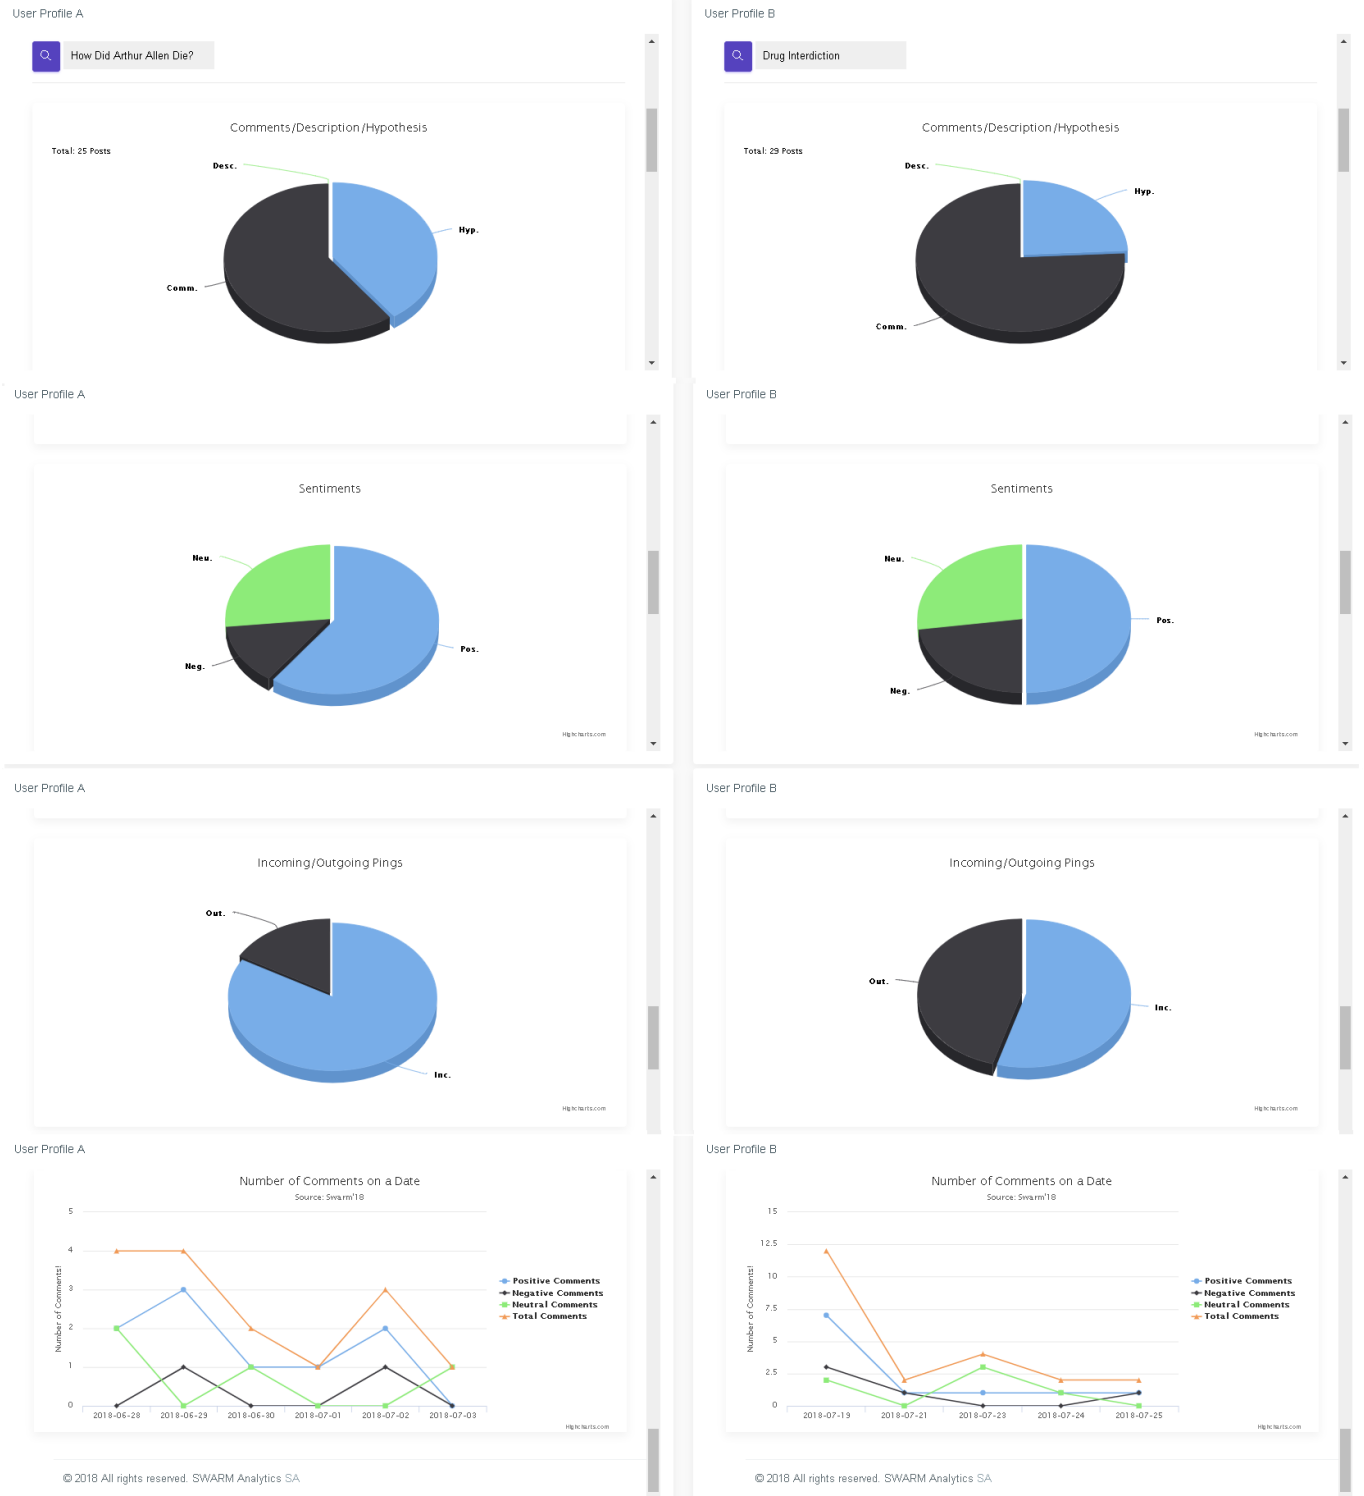 User Profile A
How Did Arthur Allen Die?
Comments/Description/Hypothesis
Total: 25 Posts
Desc.
Hyp.
Comm.
User Profile B
Drug Interdiction
Comments/Description/Hypothesis
Total: 29 Posts
Desc.
Hyp.
Comm.
User Profile A
Sentiments
Neu.
Neg.
Pos.
Highcharts.com
User Profile B
Sentiments
Neu.
Pos.
Neg.
Highcharts.com
User Profile A
Incoming/Outgoing Pings
Out.
Inc.
Highcharts.com
User Profile B
Incoming/Outgoing Pings
Out.
Inc.
Highcharts.com
User Profile A
Number of Comments on a Date
Source: Swarm'18
Number of Comments!
5
4
3
2
1
0
2018-06-28 2018-06-29 2018-06-30 2018-07-01 2018-07-02 2018-07-03
Positive Comments
Negative Comments
Neutral Comments
Total Comments
Highcharts.com
© 2018 All rights reserved. SWARM Analytics SA
User Profile B
Number of Comments on a Date
Source: Swarm'18
Number of Comments!
15
12.5
10
7.5
5
2.5
0
2018-07-19 2018-07-21 2018-07-23 2018-07-24 2018-07-25
Positive Comments
Negative Comments
Neutral Comments
Total Comments
Highcharts.com
© 2018 All rights reserved. SWARM Analytics SA